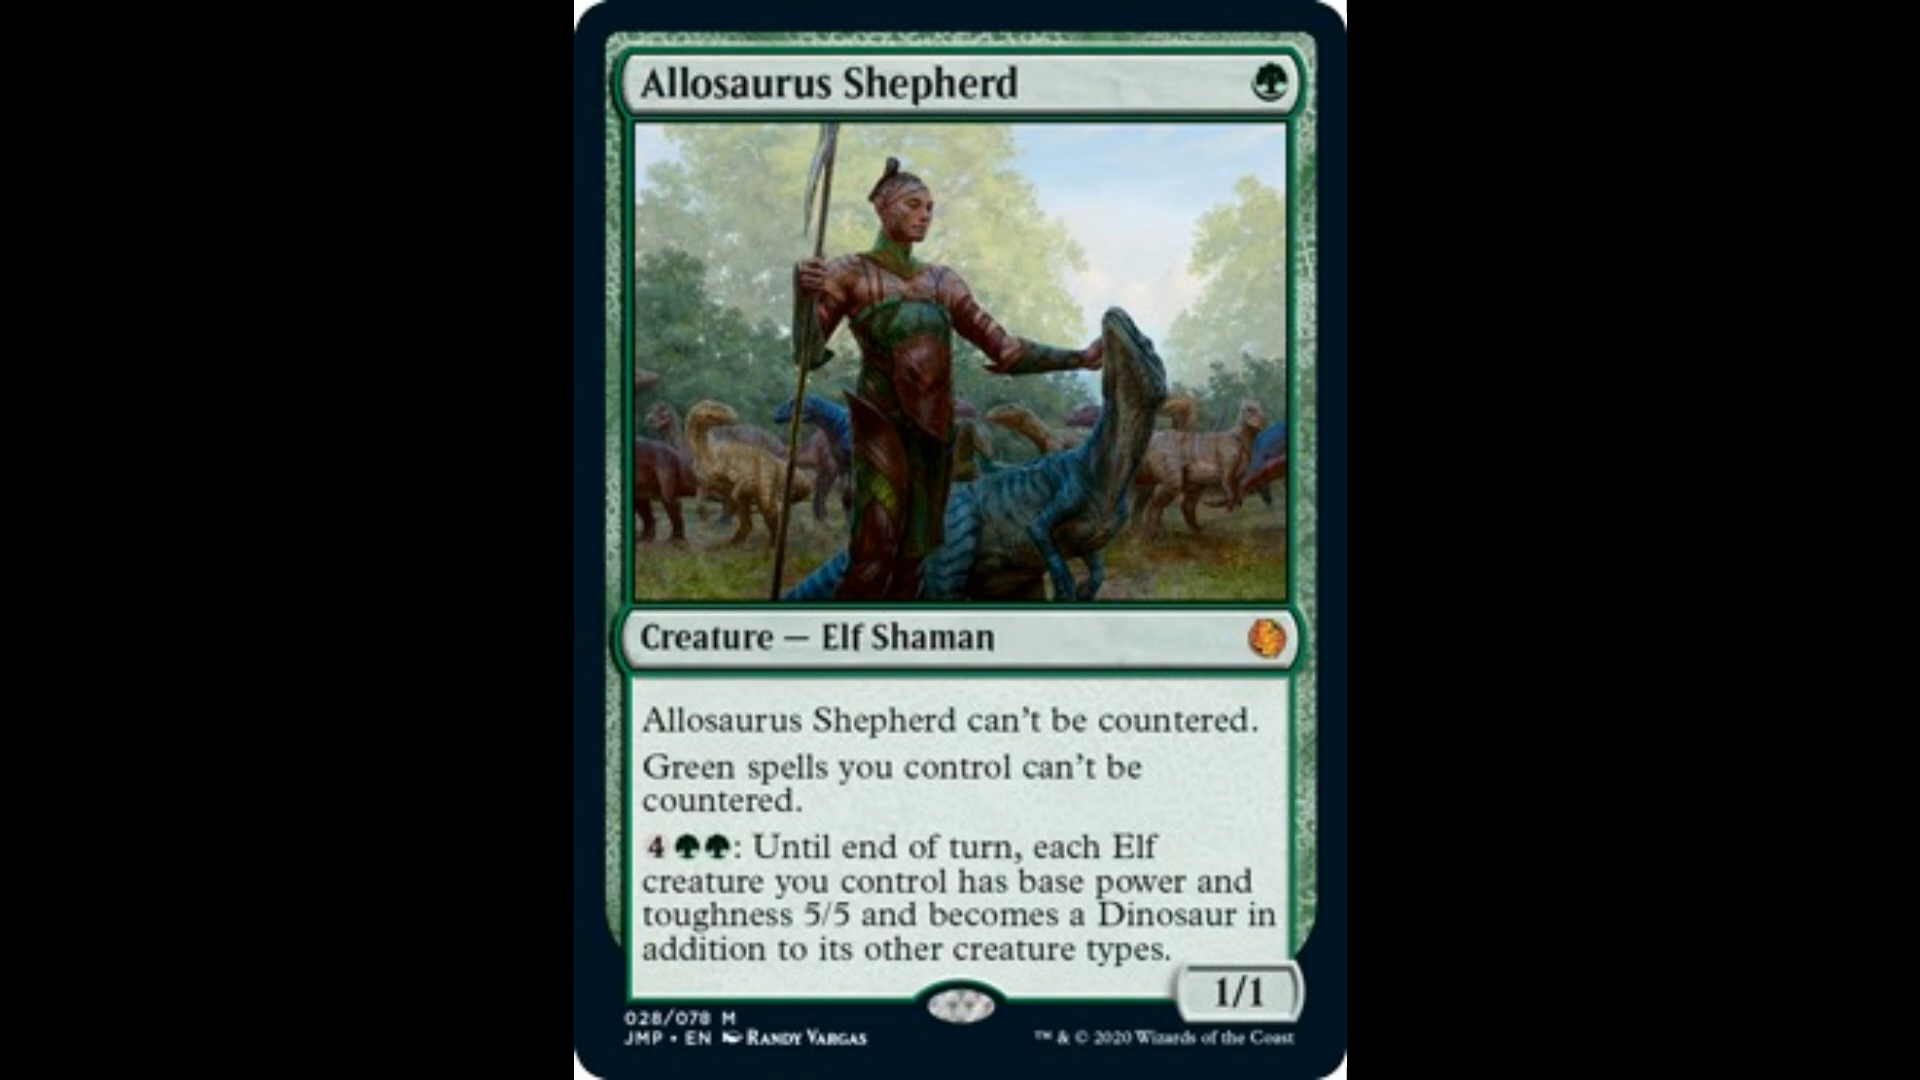 Allosaurus Shepherd
Creature — Elf Shaman
Allosaurus Shepherd can't be countered.
Green spells you control can't be
countered.
4 : Until end of turn, each Elf
creature you control has base power and
toughness 5/5 and becomes a Dinosaur in
addition to its other creature types.
1/1
028/078 M
JMP • EN Randy Vargas
™ & © 2020 Wizards of the Coast